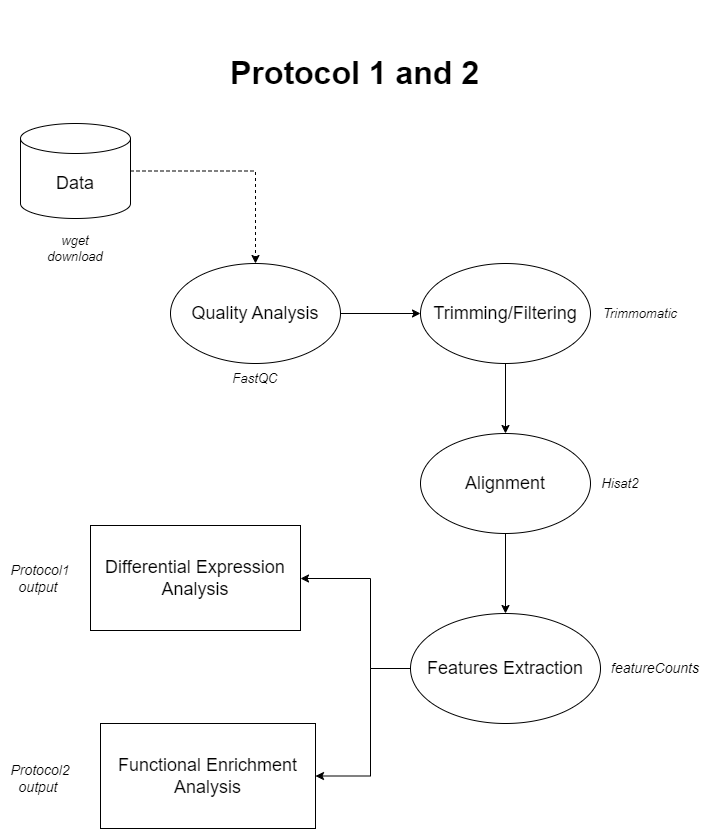 Protocol 1 and 2
Data
wget
download
Quality Analysis
FastQC
Trimming/Filtering
Trimmomatic
Alignment
Hisat2
Features Extraction
featureCounts
Differential Expression
Analysis
Protocol1
output
Functional Enrichment
Analysis
Protocol2
output